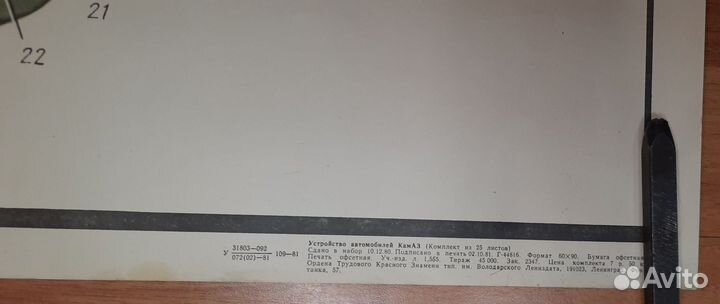 21
22
У 31803—092
072(02)—81 109—81
Устройство автомобилей КамАЗ (Комплект из 25 листов)
Сдано в набор 10.12.80. Подписано в печать 02.10.81. Г-44816. Формат 60×90. Бумага офсетная
Печать офсетная. Уч.-изд. л 1,555. Тираж 45 000. Зак. 2347. Цена комплекта 7 р. 50 к
Ордена Трудового Красного Знамени тип. им. Володарского Лениздата, 191023, Ленинград
танка, 57.
Avito